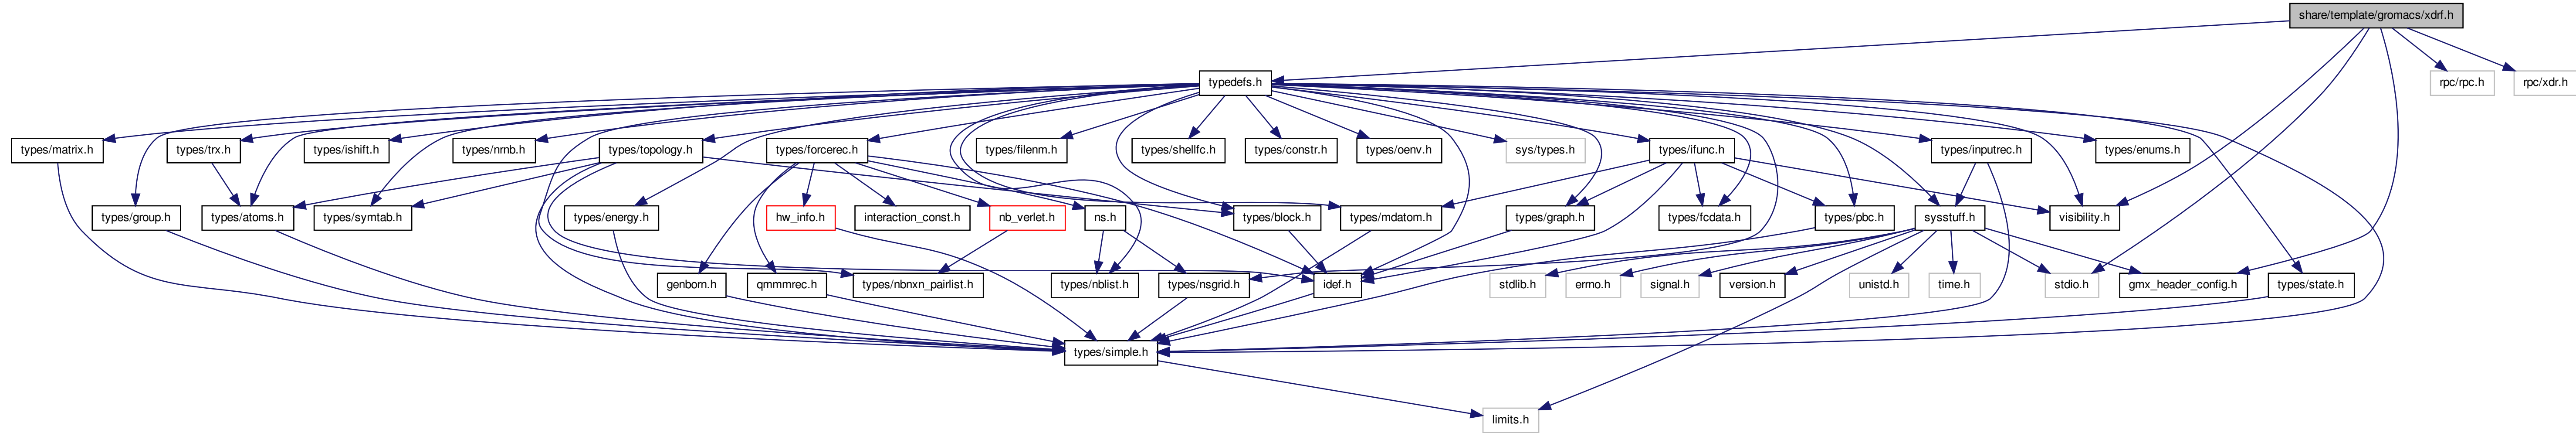 share/template/gromacs/xdrf.h
typedefs.h
rpc/rpc.h
rpc/xdr.h
types/matrix.h
types/trx.h
types/ishift.h
types/nrnb.h
types/topology.h
types/forcerec.h
types/filenm.h
types/shellfc.h
types/constr.h
types/oenv.h
sys/types.h
types/ifunc.h
types/inputrec.h
types/enums.h
types/group.h
types/atoms.h
types/symtab.h
types/energy.h
hw_info.h
interaction_const.h
nb_verlet.h
ns.h
types/block.h
types/mdatom.h
types/graph.h
types/fcdata.h
types/pbc.h
sysstuff.h
visibility.h
genborn.h
qmmmrec.h
types/nbnxn_pairlist.h
types/nblist.h
types/nsgrid.h
idef.h
stdlib.h
errno.h
signal.h
version.h
unistd.h
time.h
stdio.h
gmx_header_config.h
types/state.h
types/simple.h
limits.h